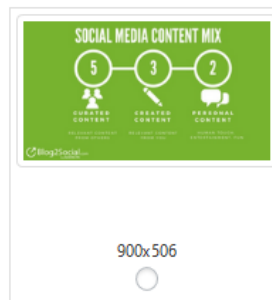 SOCIAL MEDIA CONTENT MIX
5 3 2
CURATED CONTENT
CREATED CONTENT
PERSONAL CONTENT
Blog2Social
900x506